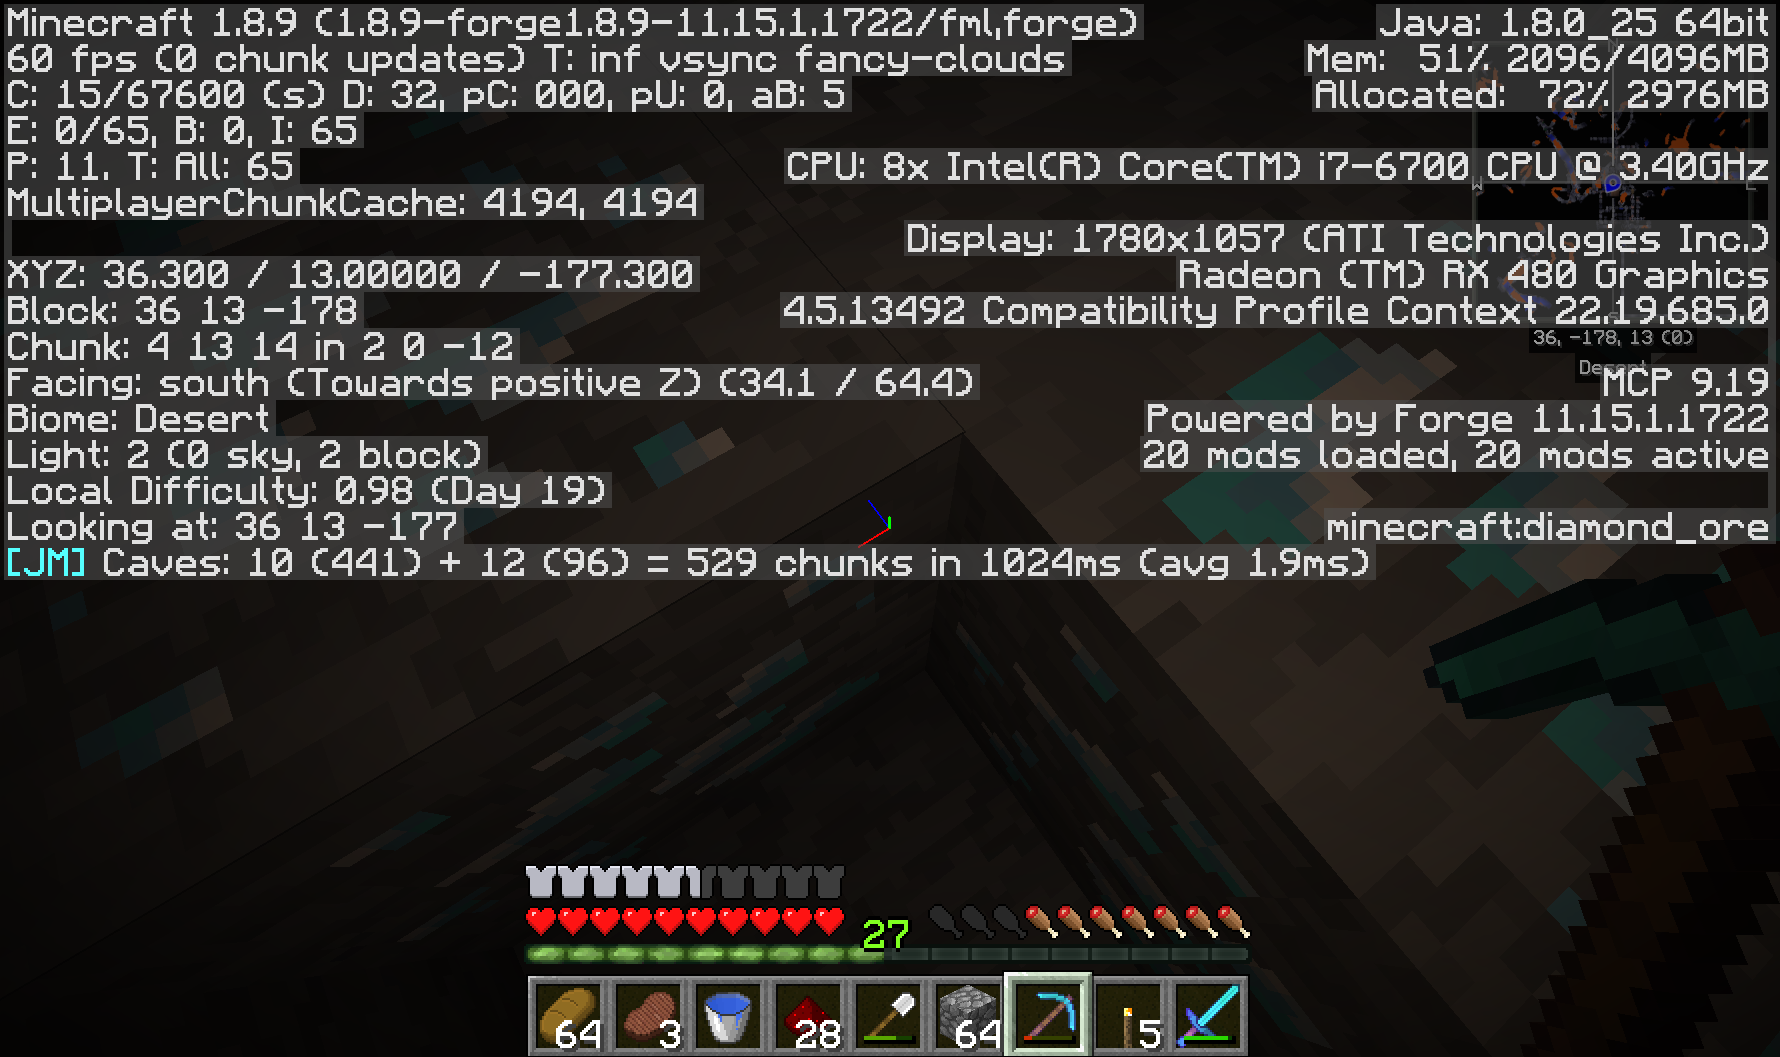 Minecraft 1.8.9 (1.8.9-forge1.8.9-11.15.1.1722/fml,forge)
60 fps (0 chunk updates) T: inf vsync fancy-clouds
C: 15/67600 (s) D: 32, pC: 000, pU: 0, aB: 5
E: 0/65, B: 0, I: 65
P: 11. T: All: 65
MultiplayerChunkCache: 4194, 4194
XYZ: 36.300 / 13.00000 / -177.300
Block: 36 13 -178
Chunk: 4 13 14 in 2 0 -12
Facing: south (Towards positive Z) (34.1 / 64.4)
Biome: Desert
Light: 2 (0 sky, 2 block)
Local Difficulty: 0.98 (Day 19)
Looking at: 36 13 -177
[JM] Caves: 10 (441) + 12 (96) = 529 chunks in 1024ms (avg 1.9ms)
Java: 1.8.0_25 64bit
Mem: 51% 2096/4096MB
Allocated: 72% 2976MB
CPU: 8x Intel(R) Core(TM) i7-6700 CPU @ 3.40GHz
W
Display: 1780x1057 (ATI Technologies Inc.)
Radeon (TM) RX 480 Graphics
4.5.13492 Compatibility Profile Context 22.19.685.0
36, -178, 13 (0)
Desert
MCP 9.19
Powered by Forge 11.15.1.1722
20 mods loaded, 20 mods active
minecraft:diamond_ore
27
64 3 28 64 5